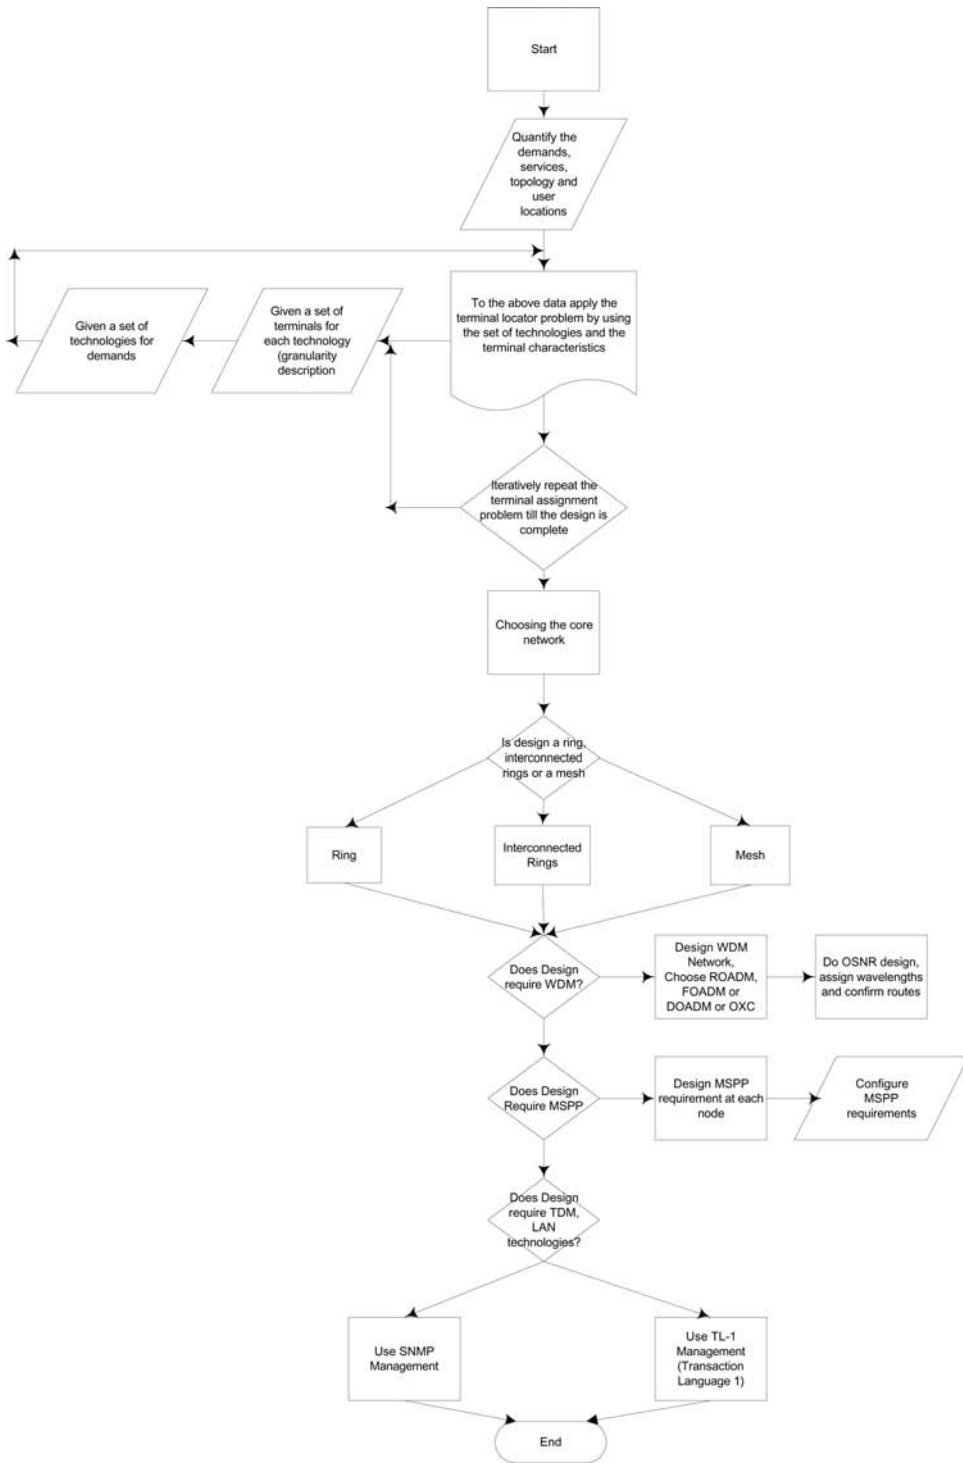 Start
Quantify the
demands,
services,
topology and
user
locations
To the above data apply the
terminal locator problem by using
the set of technologies and the
terminal characteristics
Given a set of
terminals for
each technology
(granularity
description
Given a set of
technologies for
demands
Iteratively repeat the
terminal assignment
problem till the design is
complete
Choosing the core
network
Is design a ring,
interconnected
rings or a mesh
Ring
Interconnected
Rings
Mesh
Does Design
require WDM?
Design WDM
Network,
Choose ROADM,
FOADM or
DOADM or OXC
Do OSNR design,
assign wavelengths
and confirm routes
Does Design
Require MSPP
Design MSPP
requirement at each
node
Configure
MSPP
requirements
Does Design
require TDM,
LAN
technologies?
Use SNMP
Management
Use TL-1
Management
(Transaction
Language 1)
End